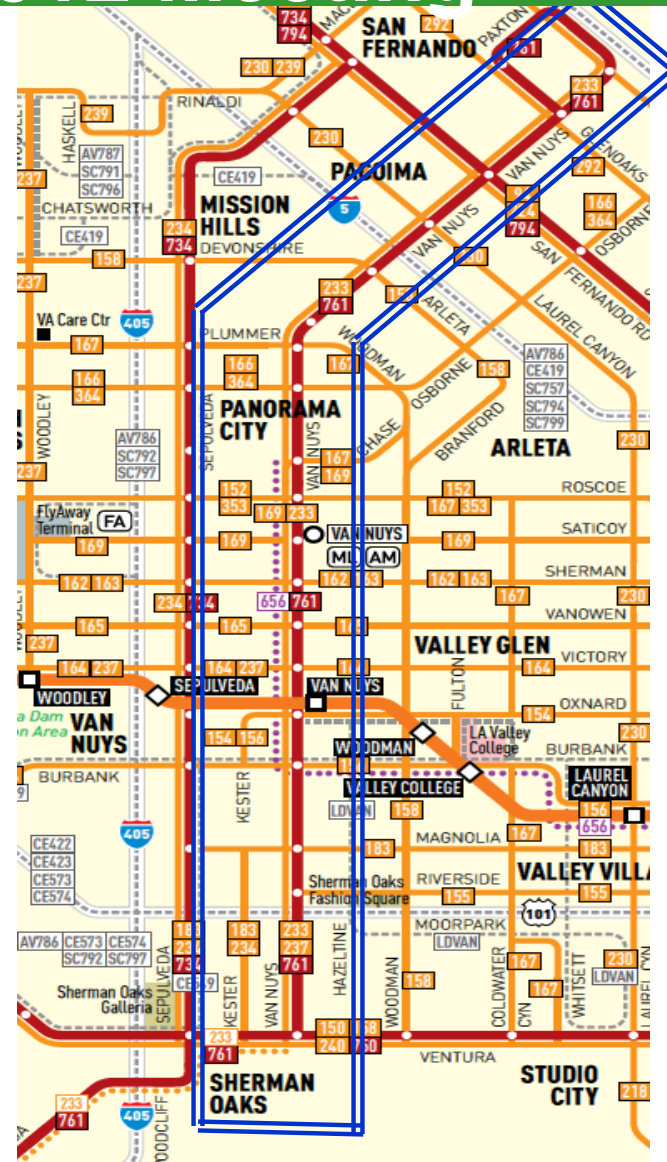 Meeting
734
794
SAN
FERNANDO
292
PAXTON
761
230 239
233
761
RINALDI
239
HASKELL
230
VAN NUYS
GLENOAKS
292
AV787
SC791
SC796
CE419
PACOIMA
237
5
166
364
CHATSWORTH
MISSION
HILLS
794
OSBORNE
CE419
234
734
DEVONSHIRE
VAN NUYS
230
SAN FERNANDO RD
158
237
233
761
ARLETA
LAUREL CANYON
VA Care Ctr
405
PLUMMER
WOODMAN
167
AV786
CE419
SC757
SC794
SC799
166
364
166
364
OSBORNE
158
WOODLEY
SEPULVEDA
PANORAMA
CITY
VAN NUYS
CHASE
BRANFORD
ARLETA
230
AV786
SC792
SC797
237
167
169
152
353
152
167 353
ROSCOE
FlyAway
Terminal
FA
169 233
169
169
VAN NUYS
ML AM
169
SATICOY
162 163
162
162 163
SHERMAN
167
230
234
656 761
VANOWEN
165
165
237
VALLEY GLEN
VICTORY
164 237
164 237
164
WOODLEY
SEPULVEDA
VAN NUYS
FULTON
OXNARD
154
VAN
NUYS
154 156
WOODMAN
LA Valley
College
230
BURBANK
BURBANK
KESTER
VALLEY COLLEGE
LAUREL
CANYON
156
656
LDVAN
158
405
MAGNOLIA
167
183
183
CE422
CE423
CE573
CE574
Sherman Oaks
Fashion Square
RIVERSIDE
155
VALLEY VILLA
155
101
MOORPARK
LDVAN
AV786 CE573 CE574
SC792 SC797
SEPULVEDA
183
234
233
237
761
KESTER
VAN NUYS
HAZELTINE
WOODMAN
158
COLDWATER
CYN
167
167
WHITSETT
230
LDVAN
LAUREL CYN
Sherman Oaks
Galleria
233
761
150
240 750
VENTURA
SHERMAN
OAKS
STUDIO
CITY
218
233
761
405
WOODCLIFF